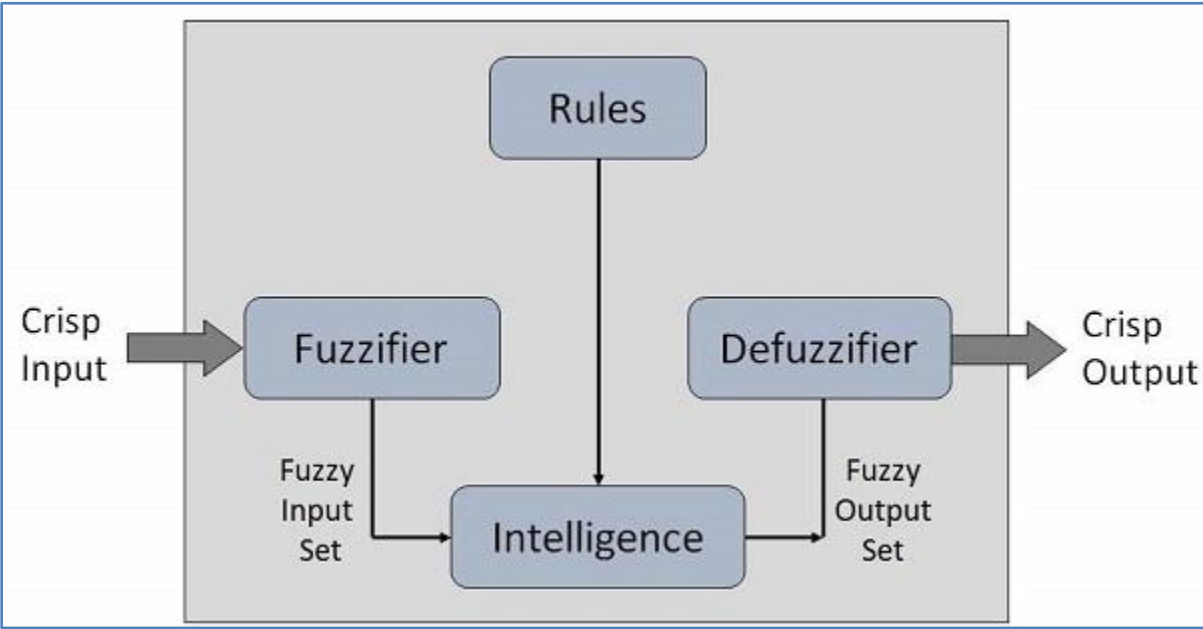 Rules
Crisp
Input
Fuzzifier
Defuzzifier
Crisp
Output
Fuzzy
Input
Set
Intelligence
Fuzzy
Output
Set